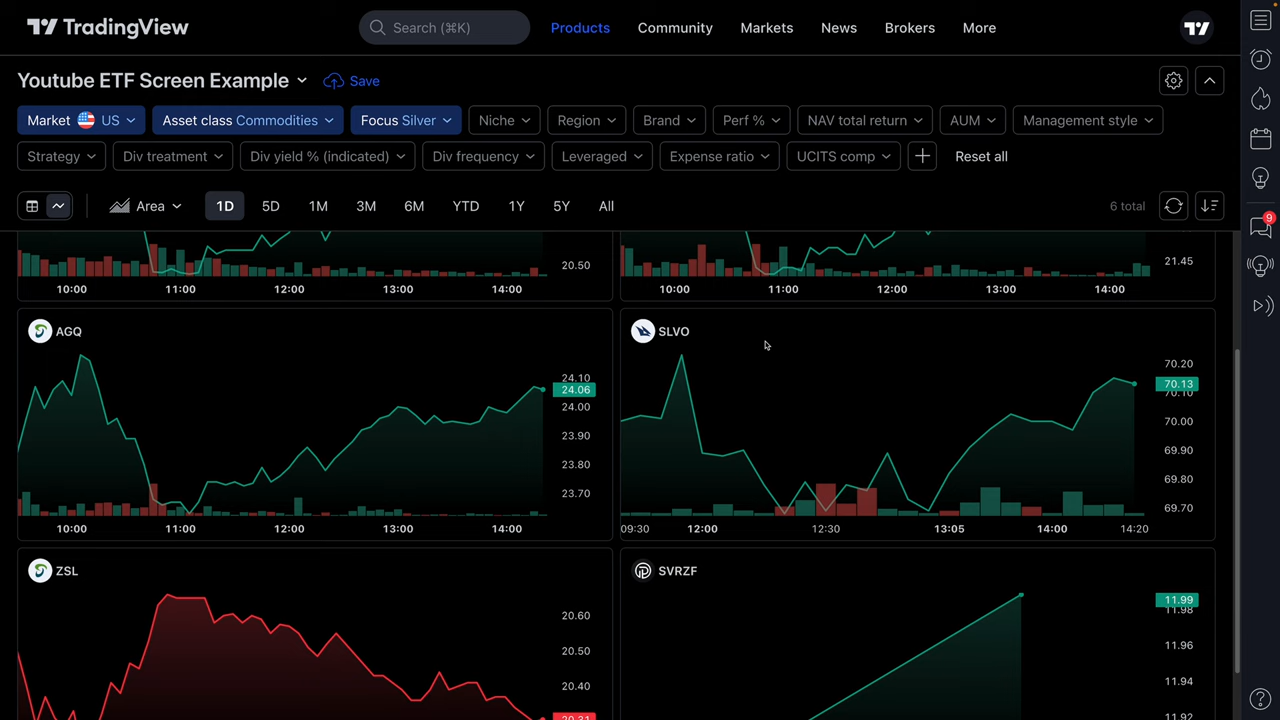 TradingView
Search (⌘K)
Products
Community
Markets
News
Brokers
More
Youtube ETF Screen Example
Save
Market US
Asset class Commodities
Focus Silver
Niche
Region
Brand
Perf %
NAV total return
AUM
Management style
Strategy
Div treatment
Div yield % (indicated)
Div frequency
Leveraged
Expense ratio
UCITS comp
Reset all
Area
1D
5D
1M
3M
6M
YTD
1Y
5Y
All
6 total
9
20.50
10:00 11:00 12:00 13:00 14:00
21.45
10:00 11:00 12:00 13:00 14:00
AGQ
24.10
24.06
24.00
23.90
23.80
23.70
10:00 11:00 12:00 13:00 14:00
SLVO
70.20
70.13
70.10
70.00
69.90
69.80
69.70
09:30 12:00 12:30 13:05 14:00 14:20
ZSL
20.60
20.50
20.40
20.31
SVRZF
11.99
11.98
11.96
11.94
11.92